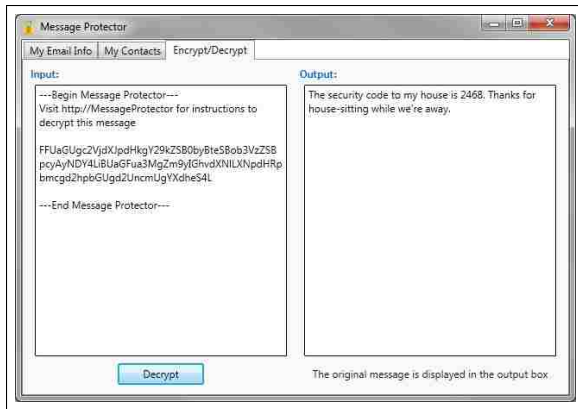 Message Protector
My Email Info My Contacts Encrypt/Decrypt
Input:
---Begin Message Protector---
Visit http://MessageProtector for instructions to
decrypt this message
FFUaGUgc2VjdXJpdHkgY29kZSB0byBteSBob3VzZSB
pcyAyNDY4LiBUaGFua3MgZm9yIGhvdXNlLXNpdHRp
bmcgd2hpbGUgd2UncmUgYXdheS4L
---End Message Protector---
Output:
The security code to my house is 2468. Thanks for
house-sitting while we're away.
Decrypt
The original message is displayed in the output box